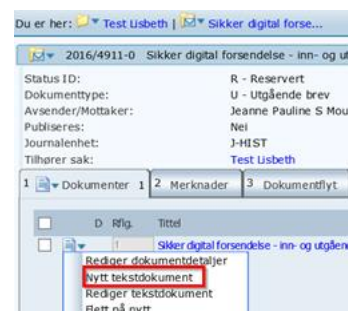 Du er her: Test Lisbeth | Sikker digital forse...
2016/4911-0 Sikker digital forsendelse - inn- og ut
Status ID: R - Reservert
Dokumenttype: U - Utgående brev
Avsender/Mottaker: Jeanne Pauline S Mou
Publiseres: Nei
Journalenhet: J-HIST
Tilhører sak: Test Lisbeth
1 Dokumenter 1 2 Merknader 3 Dokumentflyt
D Rflg. Tittel
1 Sikker digital forsendelse - inn- og utgåen
Rediger dokumentdetaljer
Nytt tekstdokument
Rediger tekstdokument
Flett på nytt